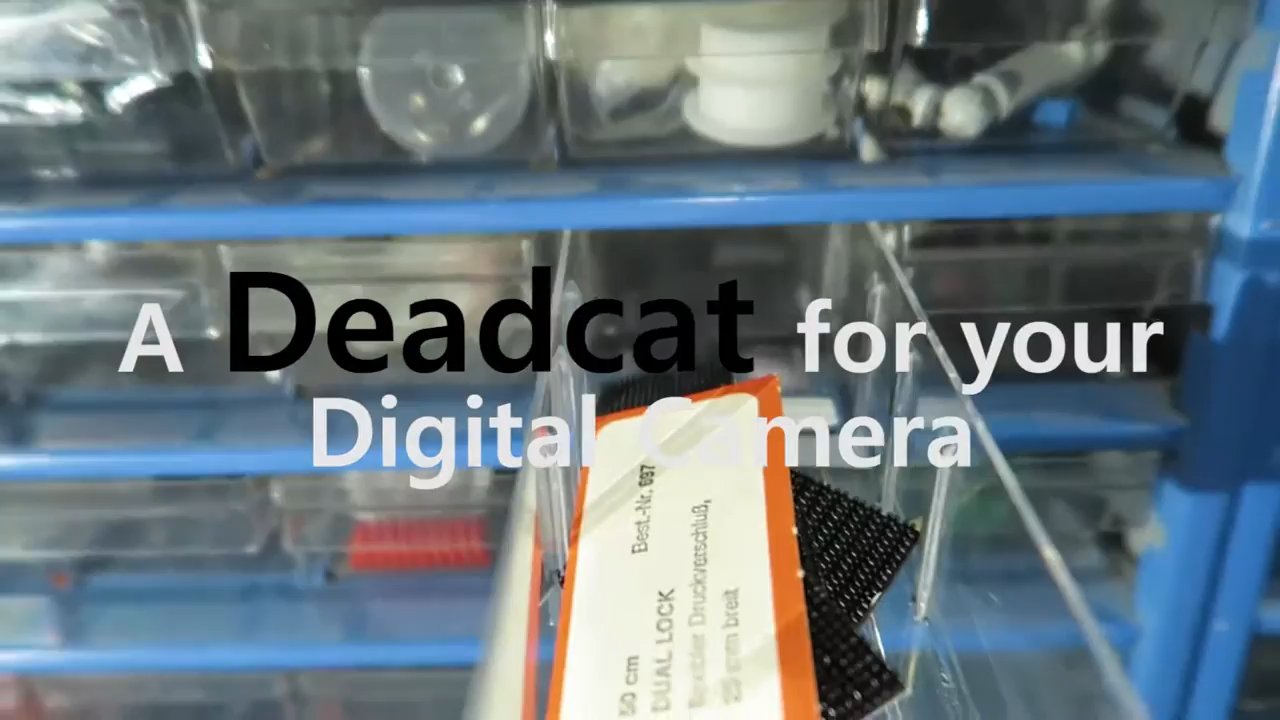 A Deadcat for your
Digital Camera
Best.-Nr. 697
50 cm
DUAL LOCK
flexibler Druckverschluß,
25 mm breit